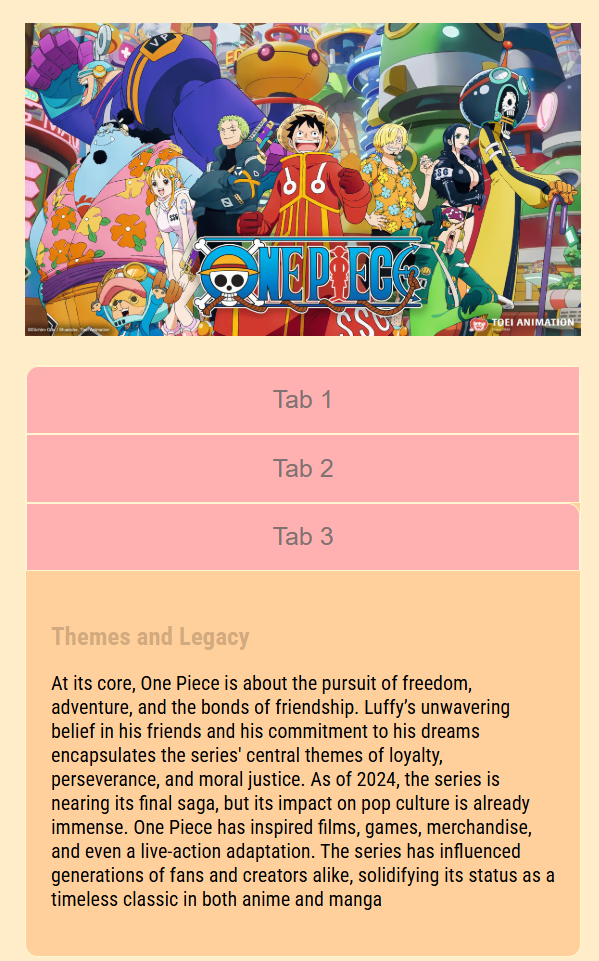 VP
SSG
SSG
ONE PIECE
SSG
TOEI ANIMATION
Tab 1
Tab 2
Tab 3
Themes and Legacy
At its core, One Piece is about the pursuit of freedom,
adventure, and the bonds of friendship. Luffy’s unwavering
belief in his friends and his commitment to his dreams
encapsulates the series' central themes of loyalty,
perseverance, and moral justice. As of 2024, the series is
nearing its final saga, but its impact on pop culture is already
immense. One Piece has inspired films, games, merchandise,
and even a live-action adaptation. The series has influenced
generations of fans and creators alike, solidifying its status as a
timeless classic in both anime and manga